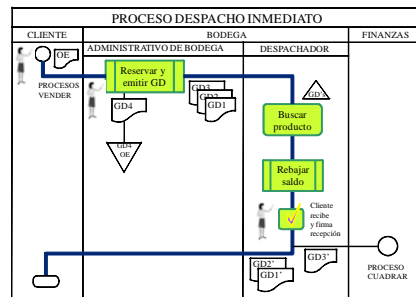 PROCESO DESPACHO INMEDIATO
CLIENTE
BODEGA
FINANZAS
ADMINISTRATIVO DE BODEGA
DESPACHADOR
OE
PROCESOS
VENDER
Reservar y
emitir GD
GD4
GD3
GD2
GD1
GD4
OE
GD's
Buscar
producto
Rebajar
saldo
Cliente
recibe
y firma
recepción
GD3'
GD2'
GD1'
PROCESO
CUADRAR